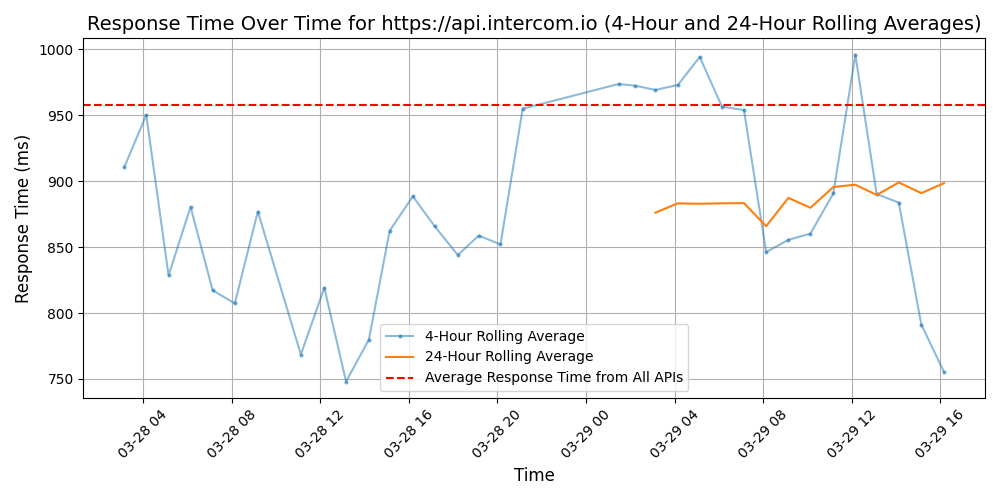 Response Time Over Time for https://api.intercom.io (4-Hour and 24-Hour Rolling Averages)
Response Time (ms)
1000
950
900
850
800
750
4-Hour Rolling Average
24-Hour Rolling Average
Average Response Time from All APIs
03-28 04
03-28 08
03-28 12
03-28 16
03-28 20
03-29 00
03-29 04
03-29 08
03-29 12
03-29 16
Time